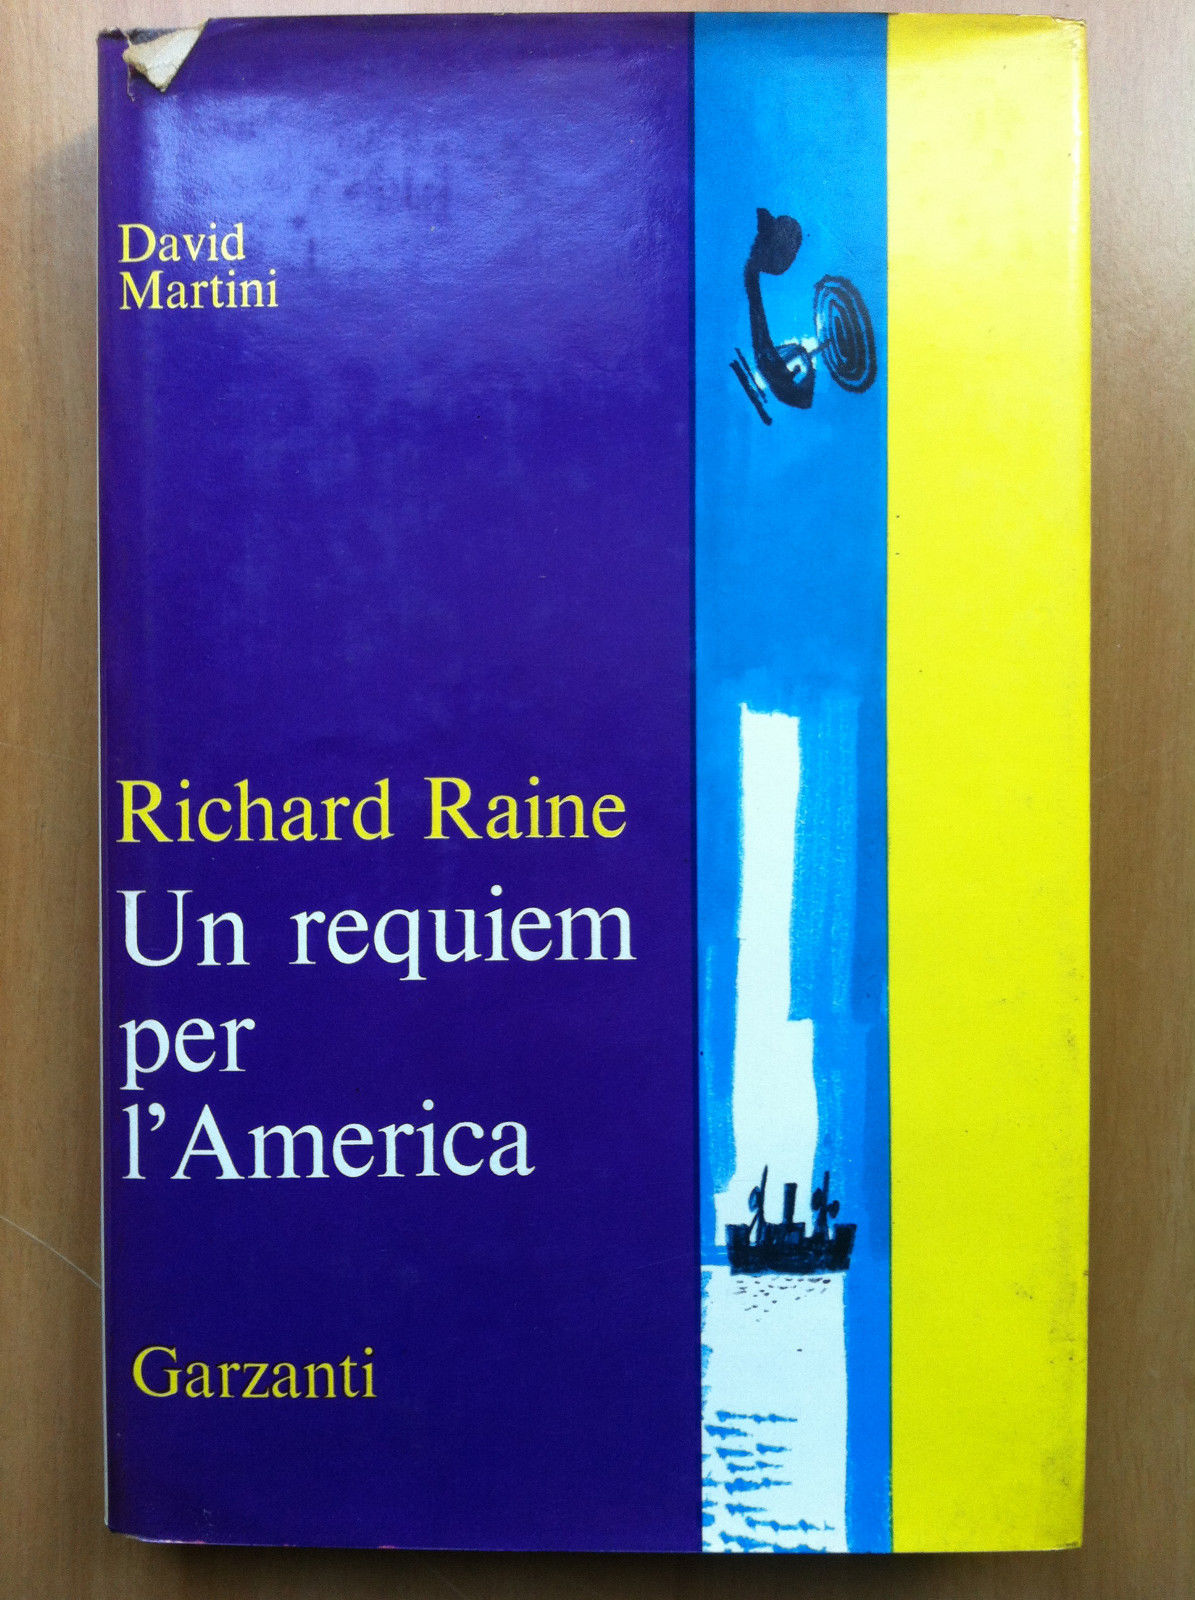 David
Martini
Richard Raine
Un requiem
per
l’America
Garzanti